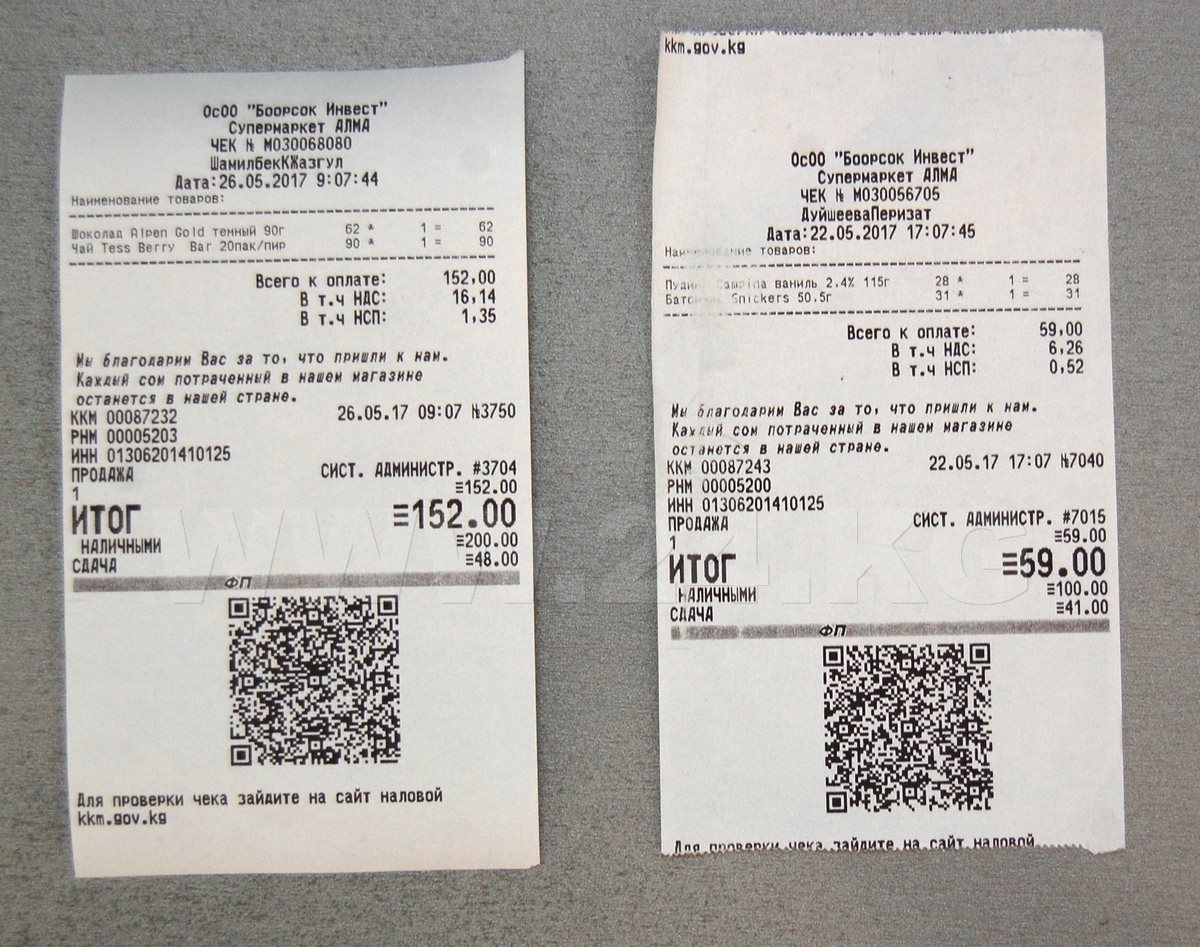 ОсОО "Боорсок Инвест"
Супермаркет АЛМА
ЧЕК № М030068080
ШамилбекКЖазгул
Дата:26.05.2017 9:07:44
Наименование товаров:
Шоколад Alpen Gold темный 90г 62 * 1 = 62
Чай Tess Berry Bar 20пак/пир 90 * 1 = 90
Всего к оплате: 152,00
В т.ч НДС: 16,14
В т.ч НСП: 1,35
Мы благодарим Вас за то, что пришли к нам.
Каждый сом потраченный в нашем магазине
останется в нашей стране.
ККМ 00087232 26.05.17 09:07 №3750
РНМ 00005203
ИНН 01306201410125
ПРОДАЖА СИСТ. АДМИНИСТР. #3704
1 ≡152.00
ИТОГ ≡152.00
НАЛИЧНЫМИ ≡200.00
СДАЧА ≡48.00
ФП
Для проверки чека зайдите на сайт наловой
kkm.gov.kg
kkm.gov.kg
ОсОО "Боорсок Инвест"
Супермаркет АЛМА
ЧЕК № М030056705
ДуйшееваПеризат
Дата:22.05.2017 17:07:45
Наименование товаров:
Campina ваниль 2.4% 115г 28 * 1 = 28
Snickers 50.5г 31 * 1 = 31
Всего к оплате: 59,00
В т.ч НДС: 6,26
В т.ч НСП: 0,52
Мы благодарим Вас за то, что пришли к нам.
Каждый сом потраченный в нашем магазине
останется в нашей стране.
ККМ 00087243 22.05.17 17:07 №7040
РНМ 00005200
ИНН 01306201410125
ПРОДАЖА СИСТ. АДМИНИСТР. #7015
1 ≡59.00
ИТОГ ≡59.00
НАЛИЧНЫМИ ≡100.00
СДАЧА ≡41.00
ФП
Для проверки чека зайдите на сайт наловой
www.24.kg